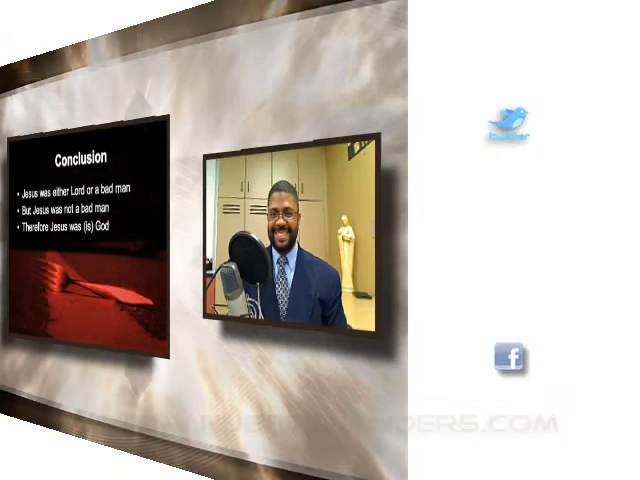 Conclusion
• Jesus was either Lord or a bad man
• But Jesus was not a bad man
• Therefore Jesus was (is) God
f